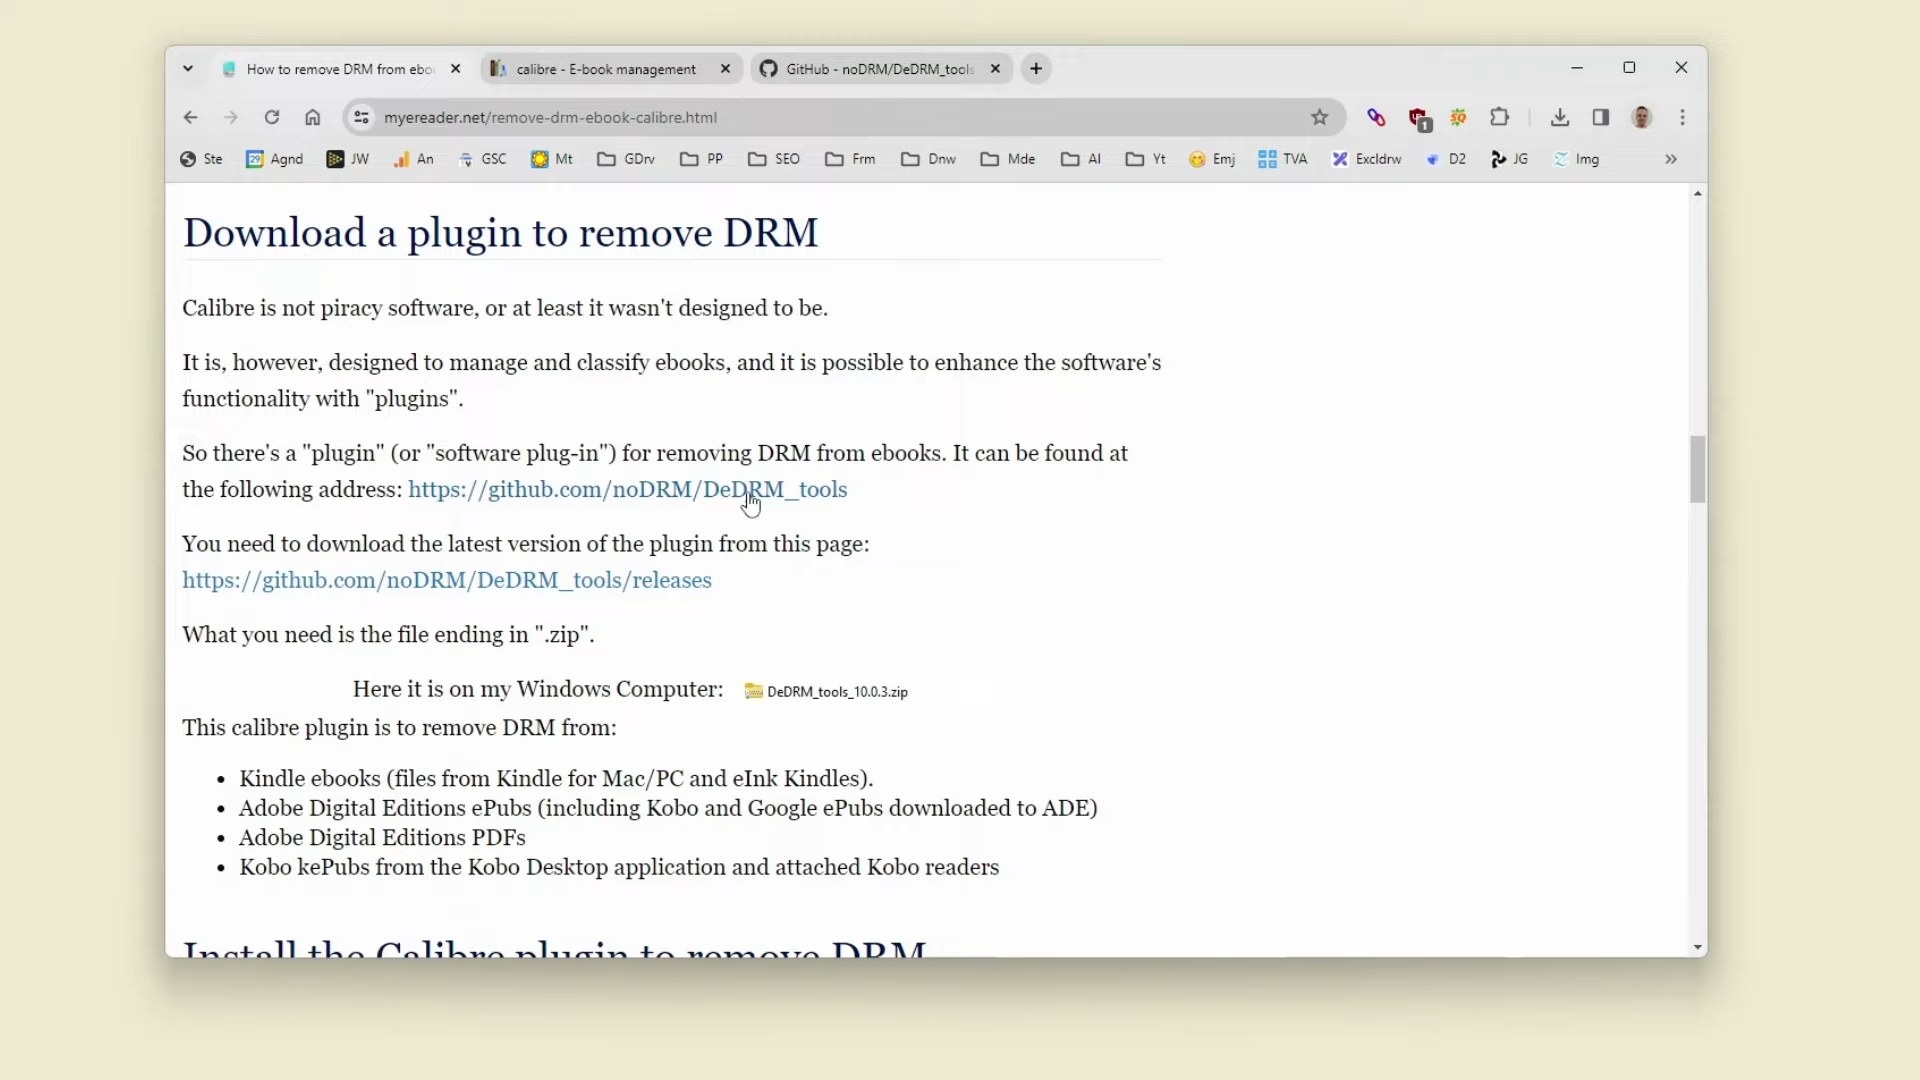 How to remove DRM from ebo
calibre - E-book management
GitHub - noDRM/DeDRM_tools
myereader.net/remove-drm-ebook-calibre.html
1
Ste
29 Agnd
JW
An
GSC
Mt
GDrv
PP
SEO
Frm
Dnw
Mde
AI
Yt
Emj
TVA
Excldrw
D2
JG
Img
Download a plugin to remove DRM
Calibre is not piracy software, or at least it wasn't designed to be.
It is, however, designed to manage and classify ebooks, and it is possible to enhance the software's
functionality with "plugins".
So there's a "plugin" (or "software plug-in") for removing DRM from ebooks. It can be found at
the following address: https://github.com/noDRM/DeDRM_tools
You need to download the latest version of the plugin from this page:
https://github.com/noDRM/DeDRM_tools/releases
What you need is the file ending in ".zip".
Here it is on my Windows Computer: DeDRM_tools_10.0.3.zip
This calibre plugin is to remove DRM from:
• Kindle ebooks (files from Kindle for Mac/PC and eInk Kindles).
• Adobe Digital Editions ePubs (including Kobo and Google ePubs downloaded to ADE)
• Adobe Digital Editions PDFs
• Kobo kePubs from the Kobo Desktop application and attached Kobo readers
Install the Calibre plugin to remove DRM